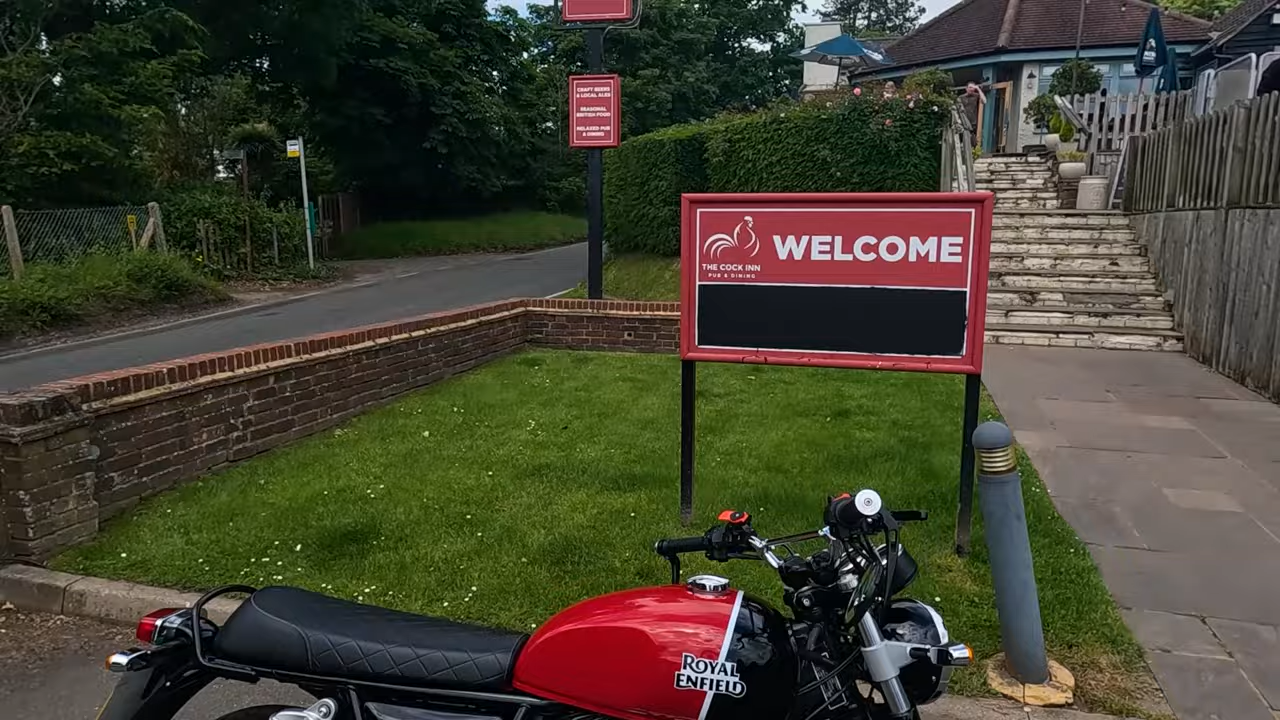 CRAFT BEERS
& LOCAL ALES
SEASONAL
BRITISH FOOD
RELAXED PUB
& DINING
WELCOME
THE COCK INN
PUB & DINING
ROYAL
ENFIELD